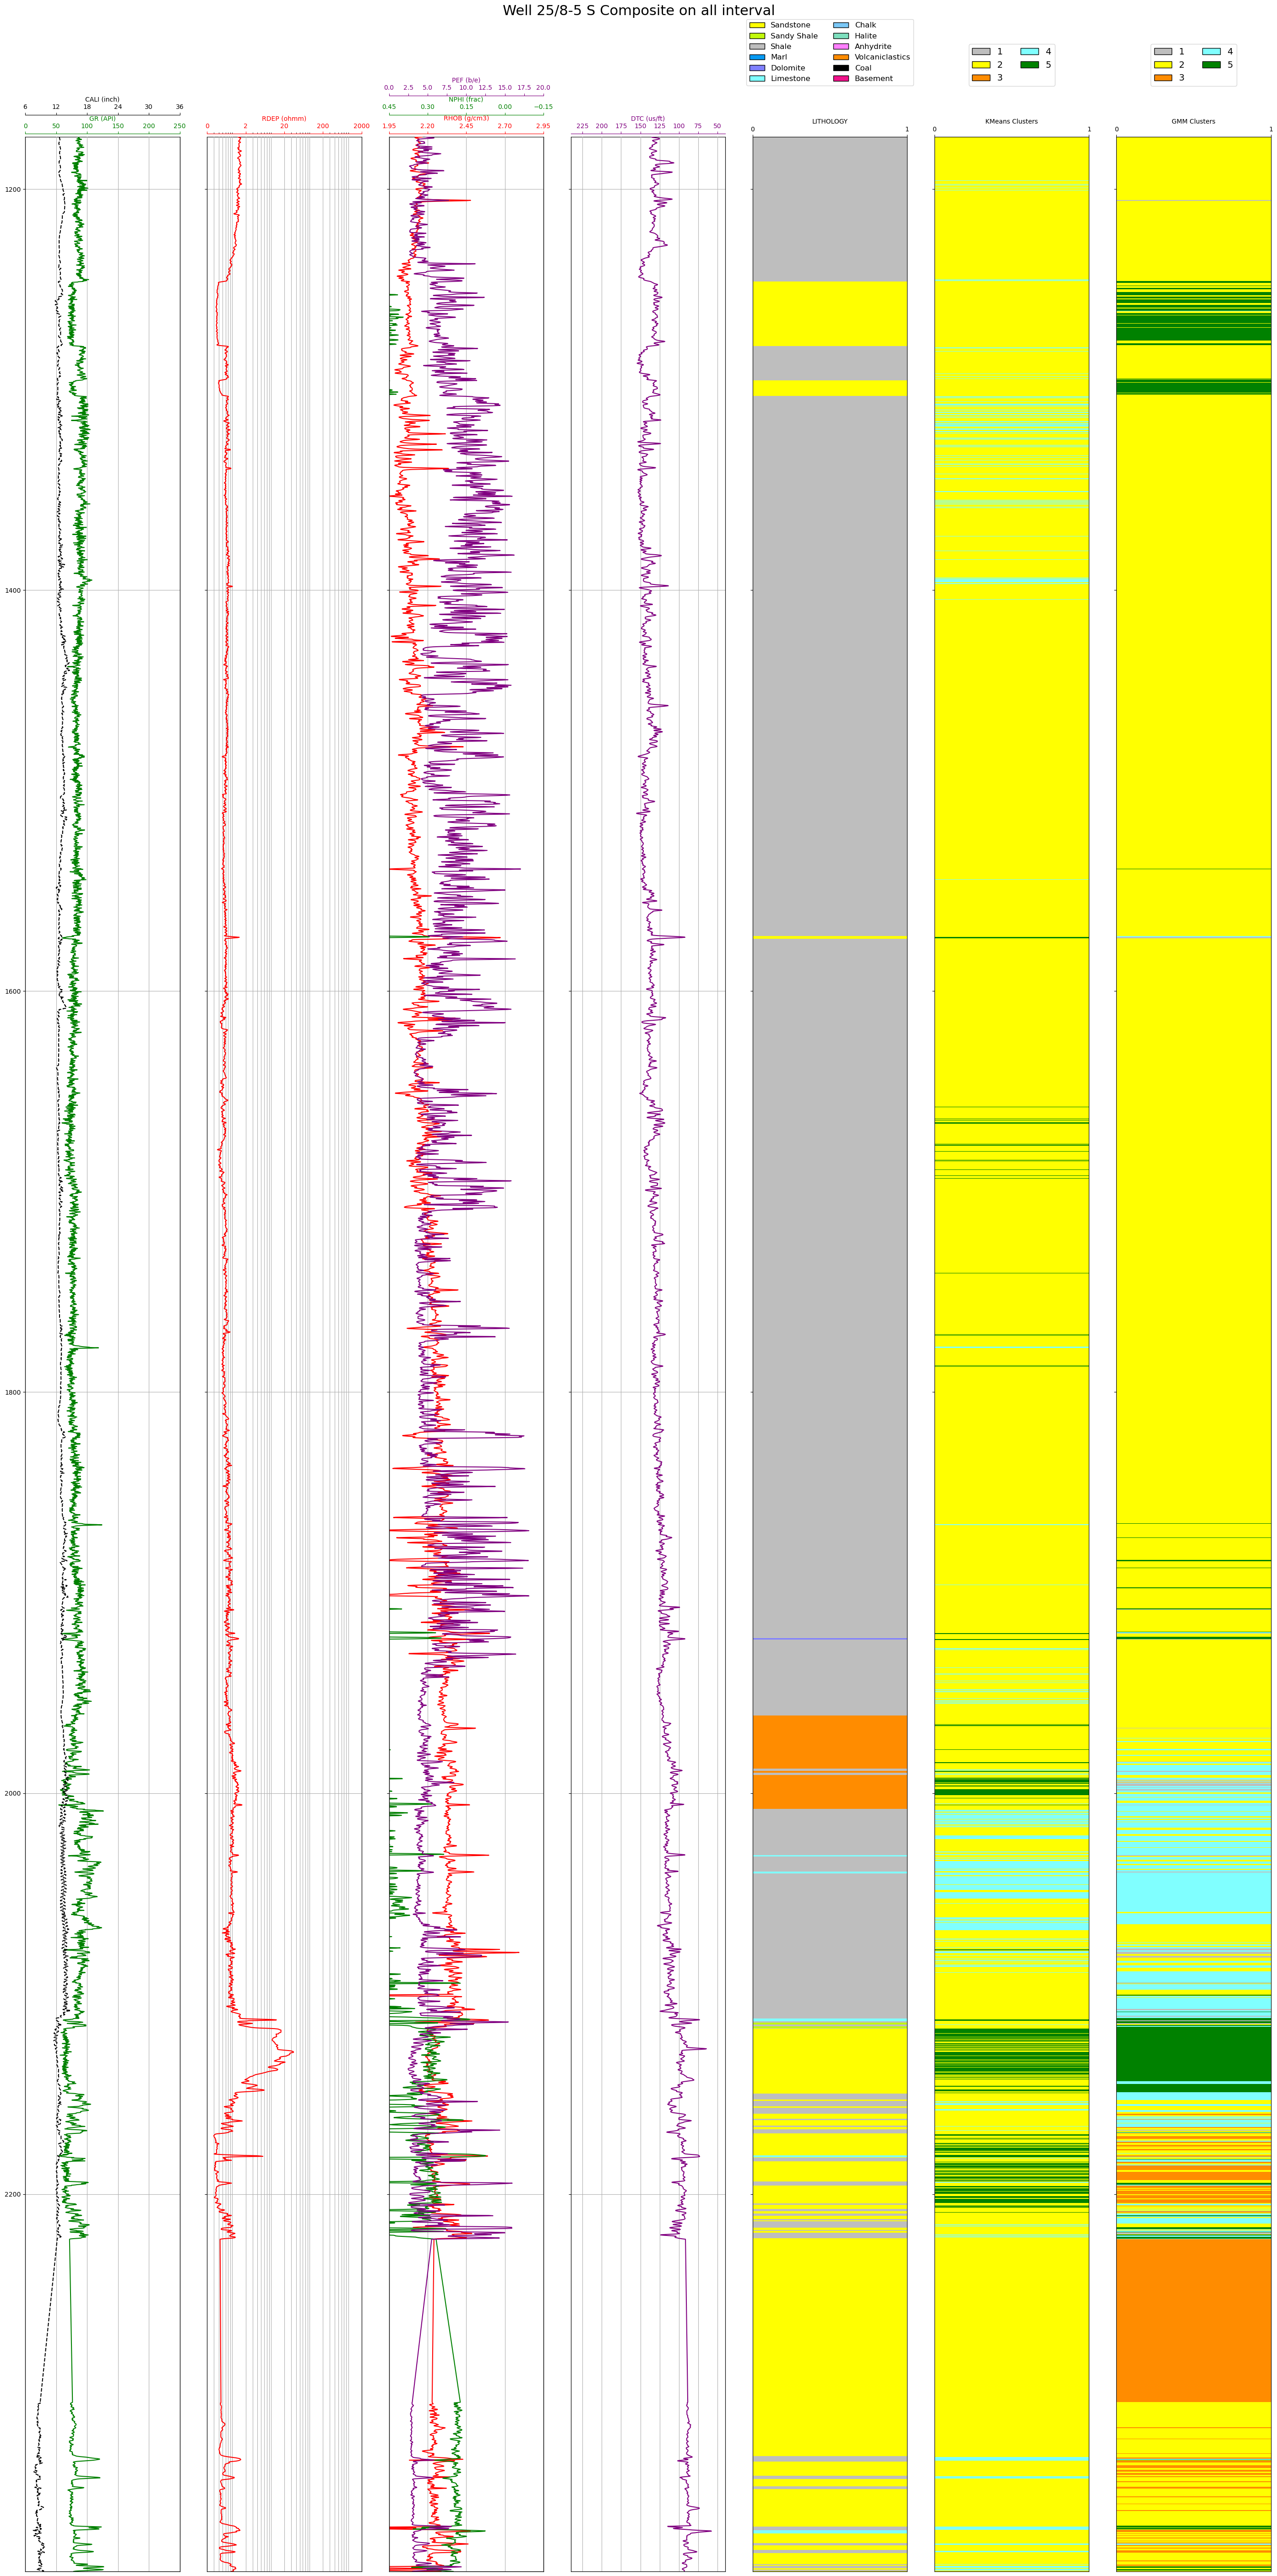 Well 25/8-5 S Composite on all interval
Sandstone Chalk
Sandy Shale Halite
Shale Anhydrite
Marl Volcaniclastics
Dolomite Coal
Limestone Basement
1 4
2 5
3
1 4
2 5
3
PEF (b/e)
0.0 2.5 5.0 7.5 10.0 12.5 15.0 17.5 20.0
CALI (inch)
6 12 18 24 30 36
NPHI (frac)
0.45 0.30 0.15 0.00 −0.15
GR (API)
0 50 100 150 200 250
RDEP (ohmm)
0 2 20 200 2000
RHOB (g/cm3)
1.95 2.20 2.45 2.70 2.95
DTC (us/ft)
225 200 175 150 125 100 75 50
LITHOLOGY
0 1
KMeans Clusters
0 1
GMM Clusters
0 1
1200
1400
1600
1800
2000
2200